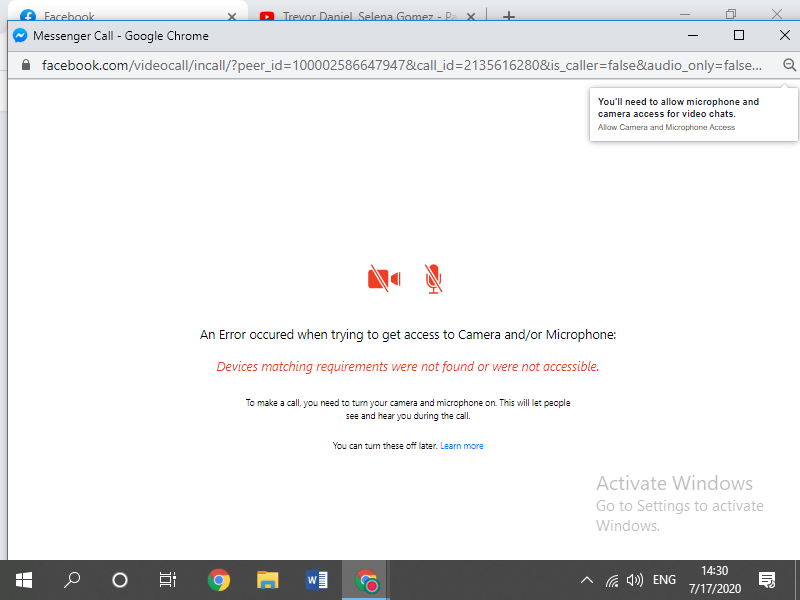 Facebook
Trevor Daniel, Selena Gomez - Pa
Messenger Call - Google Chrome
facebook.com/videocall/incall/?peer_id=100002586647947&call_id=2135616280&is_caller=false&audio_only=false...
You'll need to allow microphone and
camera access for video chats.
Allow Camera and Microphone Access
An Error occured when trying to get access to Camera and/or Microphone:
Devices matching requirements were not found or were not accessible.
To make a call, you need to turn your camera and microphone on. This will let people
see and hear you during the call.
You can turn these off later. Learn more
Activate Windows
Go to Settings to activate
Windows.
ENG
14:30
7/17/2020